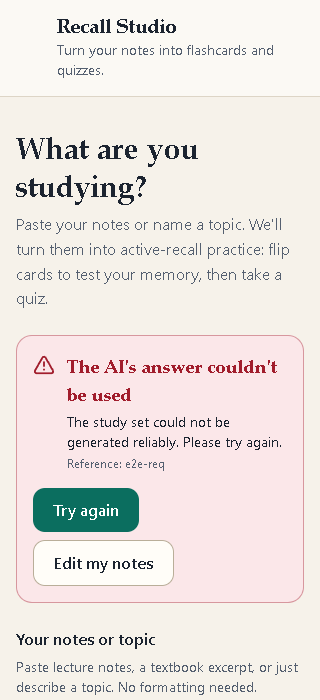 Recall Studio
Turn your notes into flashcards and
quizzes.
What are you
studying?
Paste your notes or name a topic. We'll
turn them into active-recall practice: flip
cards to test your memory, then take a
quiz.
The AI's answer couldn't
be used
The study set could not be
generated reliably. Please try again.
Reference: e2e-req
Try again
Edit my notes
Your notes or topic
Paste lecture notes, a textbook excerpt, or just
describe a topic. No formatting needed.